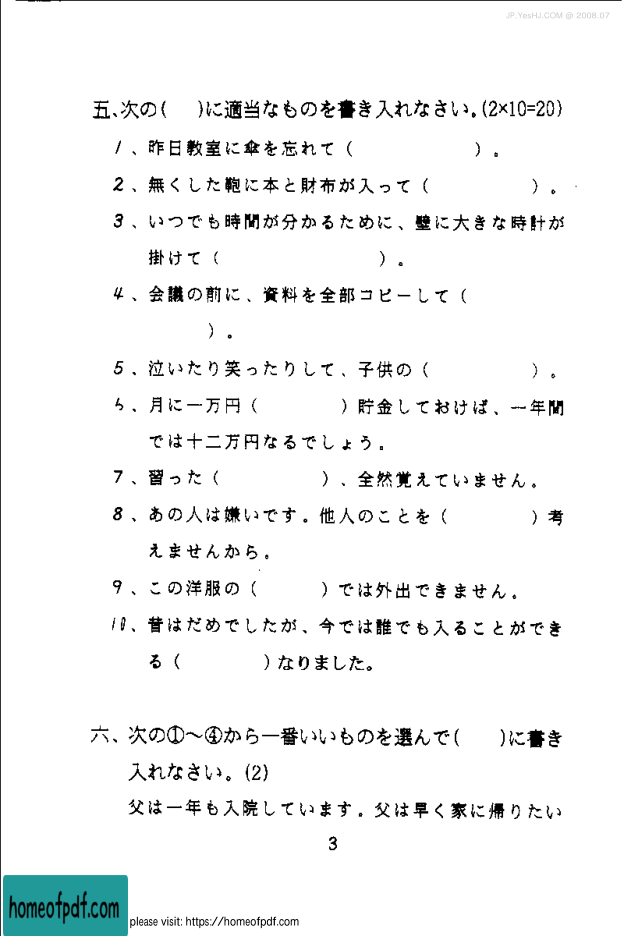 JP.YesHJ.COM @ 2008.07
五、次の(　　)に適当なものを書き入れなさい。(2×10=20)
1、昨日教室に傘を忘れて（　　　　　　）。
2、無くした鞄に本と財布が入って（　　　　　）。
3、いつでも時間が分かるために、壁に大きな時計が
掛けて（　　　　　　　　）。
4、会議の前に、資料を全部コピーして（
）。
5、泣いたり笑ったりして、子供の（　　　　　）。
6、月に一万円（　　　　）貯金しておけば、一年間
では十二万円なるでしょう。
7、習った（　　　　　）、全然覚えていません。
8、あの人は嫌いです。他人のことを（　　　　）考
えませんから。
9、この洋服の（　　　）では外出できません。
10、昔はだめでしたが、今では誰でも入ることができ
る（　　　　）なりました。
六、次の①～④から一番いいものを選んで(　　)に書き
入れなさい。(2)
父は一年も入院しています。父は早く家に帰りたい
3
homeofpdf.com
please visit: https://homeofpdf.com